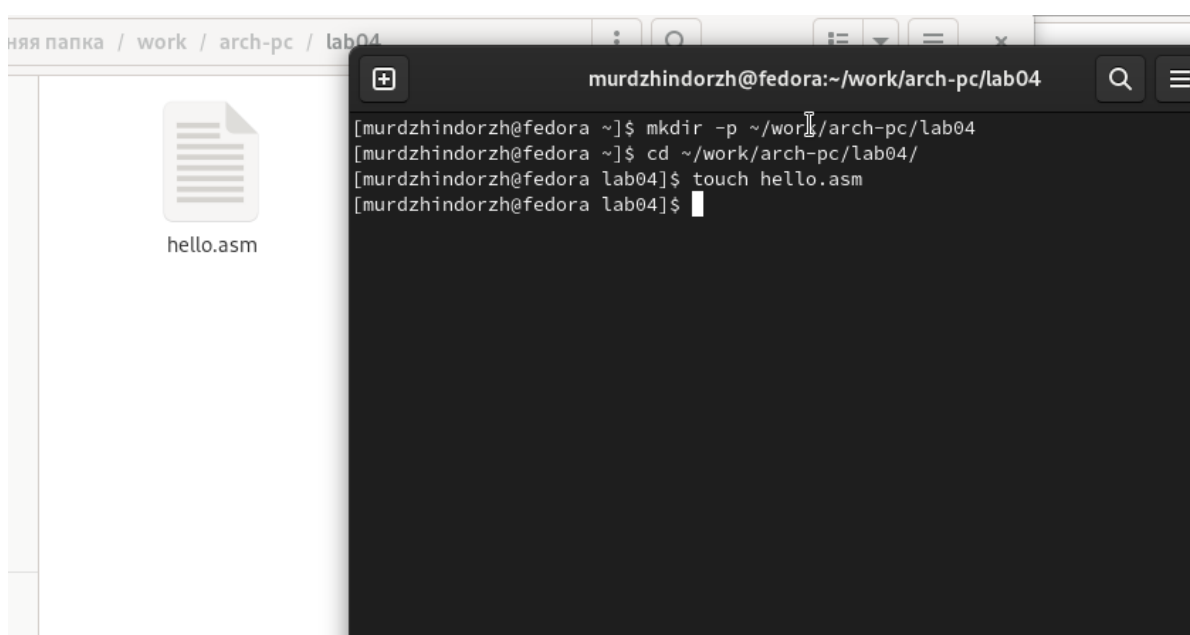 няя папка / work / arch-pc / lab04
hello.asm
murdzhindorzh@fedora:~/work/arch-pc/lab04
[murdzhindorzh@fedora ~]$ mkdir -p ~/work/arch-pc/lab04
[murdzhindorzh@fedora ~]$ cd ~/work/arch-pc/lab04/
[murdzhindorzh@fedora lab04]$ touch hello.asm
[murdzhindorzh@fedora lab04]$